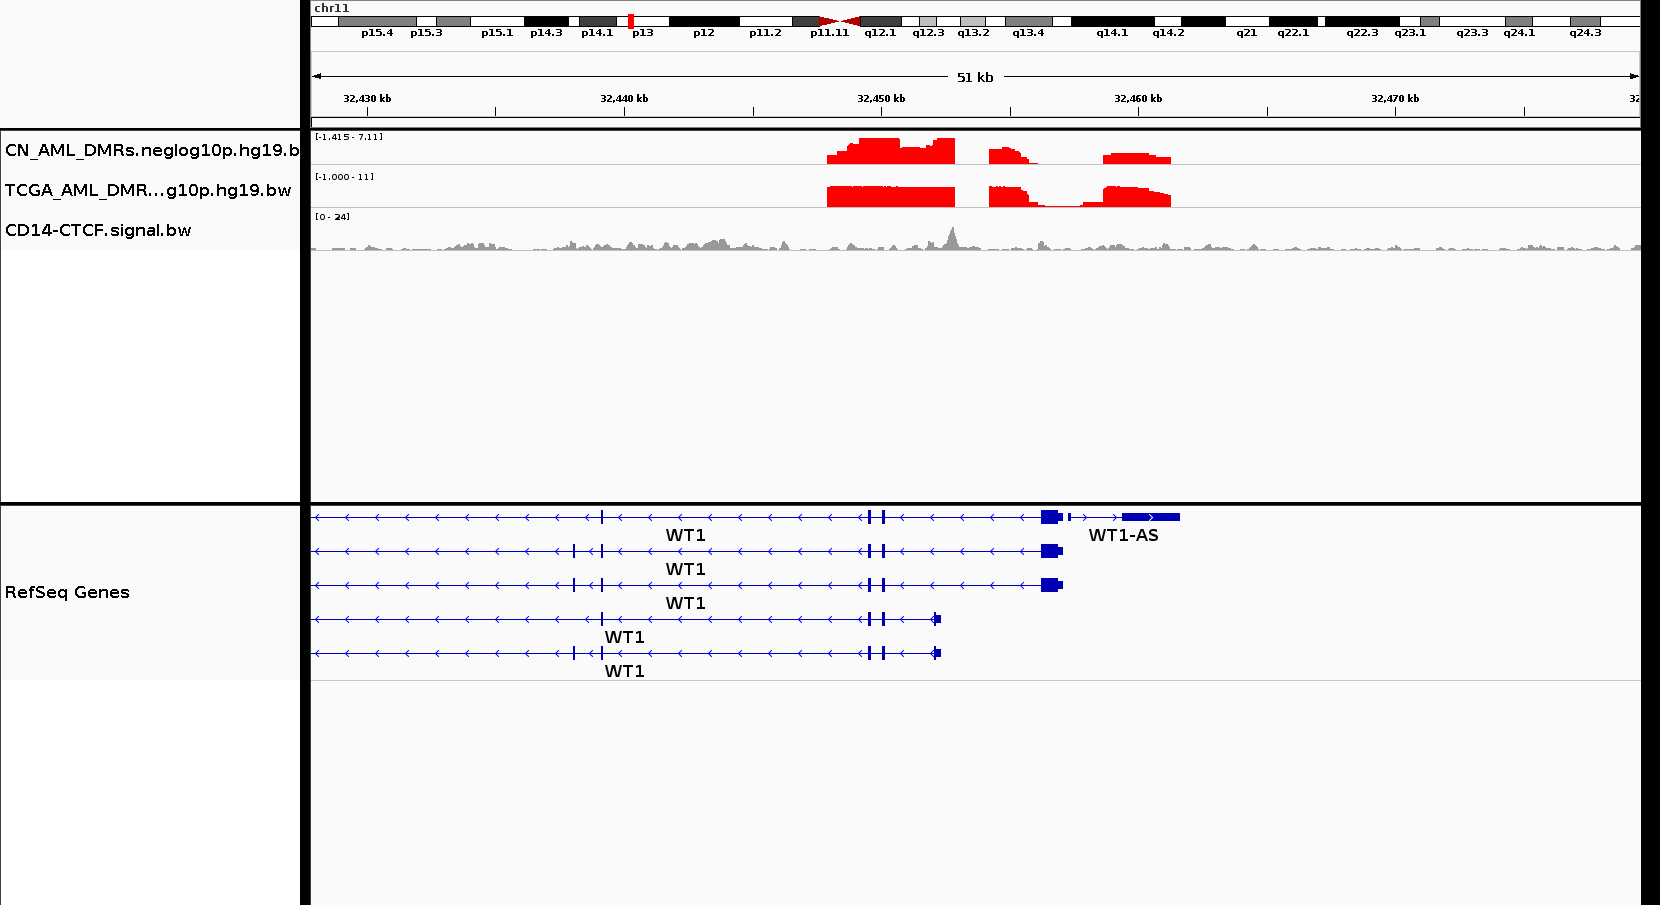 chr11
p15.4 p15.3 p15.1 p14.3 p14.1 p13 p12 p11.2 p11.11 q12.1 q12.3 q13.2 q13.4 q14.1 q14.2 q21 q22.1 q22.3 q23.1 q23.3 q24.1 q24.3
51 kb
32,430 kb 32,440 kb 32,450 kb 32,460 kb 32,470 kb 32
[-1.415 - 7.11]
CN_AML_DMRs.neglog10p.hg19.b
[-1.000 - 11]
TCGA_AML_DMR...g10p.hg19.bw
[0 - 24]
CD14-CTCF.signal.bw
WT1 WT1-AS
WT1
RefSeq Genes
WT1
WT1
WT1